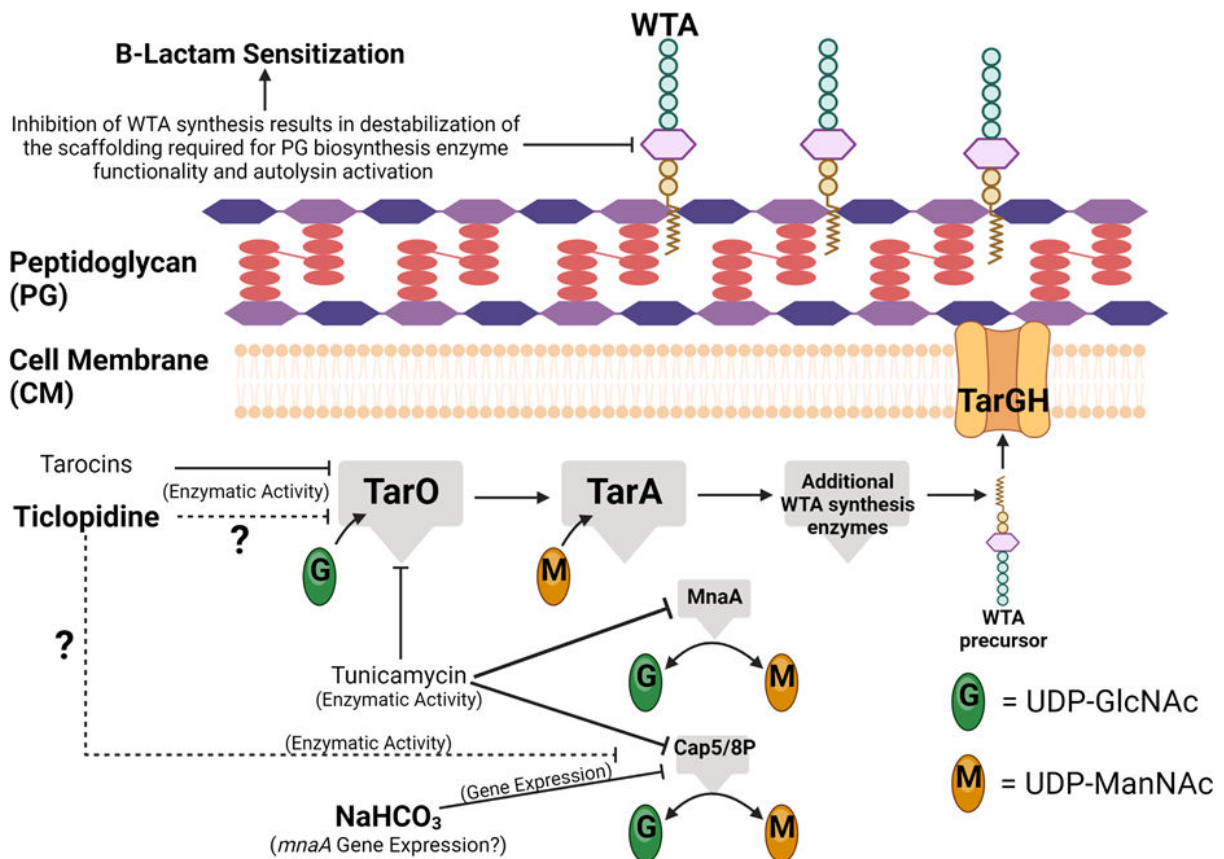 WTA
B-Lactam Sensitization
Inhibition of WTA synthesis results in destabilization of
the scaffolding required for PG biosynthesis enzyme
functionality and autolysin activation
Peptidoglycan
(PG)
Cell Membrane
(CM)
TarGH
Tarocins
(Enzymatic Activity)
Ticlopidine
?
TarO
TarA
Additional
WTA synthesis
enzymes
G
M
WTA
precursor
?
MnaA
G
M
Tunicamycin
(Enzymatic Activity)
(Enzymatic Activity)
Cap5/8P
(Gene Expression)
NaHCO₃
(mnaA Gene Expression?)
G
M
G = UDP-GlcNAc
M = UDP-ManNAc